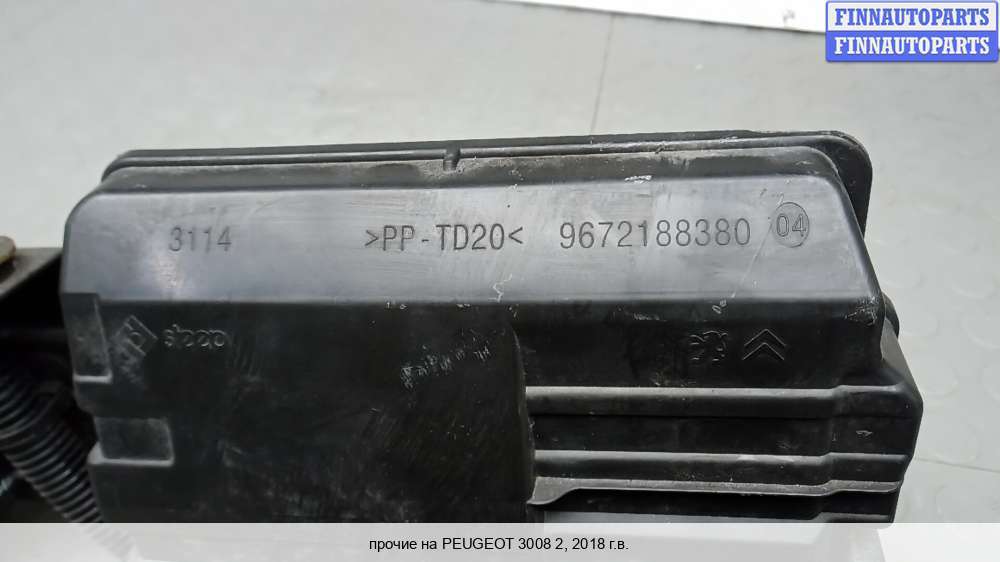 FINNAUTOPARTS
FINNAUTOPARTS
3114 >PP-TD20< 9672188380 04
прочие на PEUGEOT 3008 2, 2018 г.в.